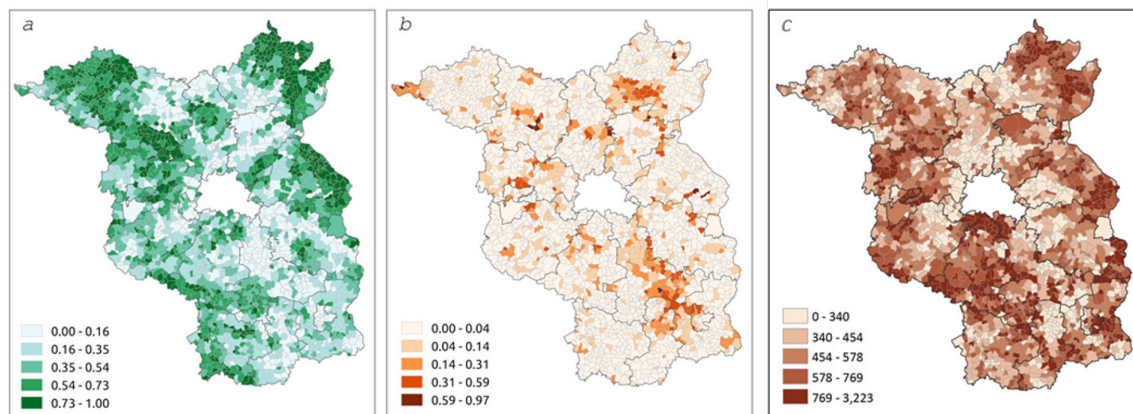 a
0.00 - 0.16
0.16 - 0.35
0.35 - 0.54
0.54 - 0.73
0.73 - 1.00
b
0.00 - 0.04
0.04 - 0.14
0.14 - 0.31
0.31 - 0.59
0.59 - 0.97
c
0 - 340
340 - 454
454 - 578
578 - 769
769 - 3,223